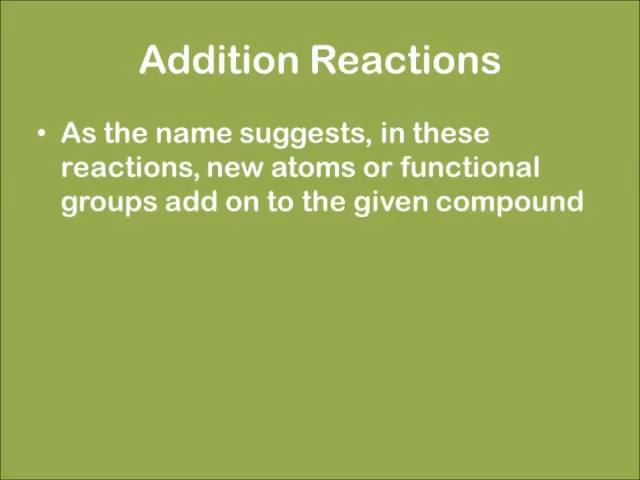 Addition Reactions
• As the name suggests, in these
reactions, new atoms or functional
groups add on to the given compound